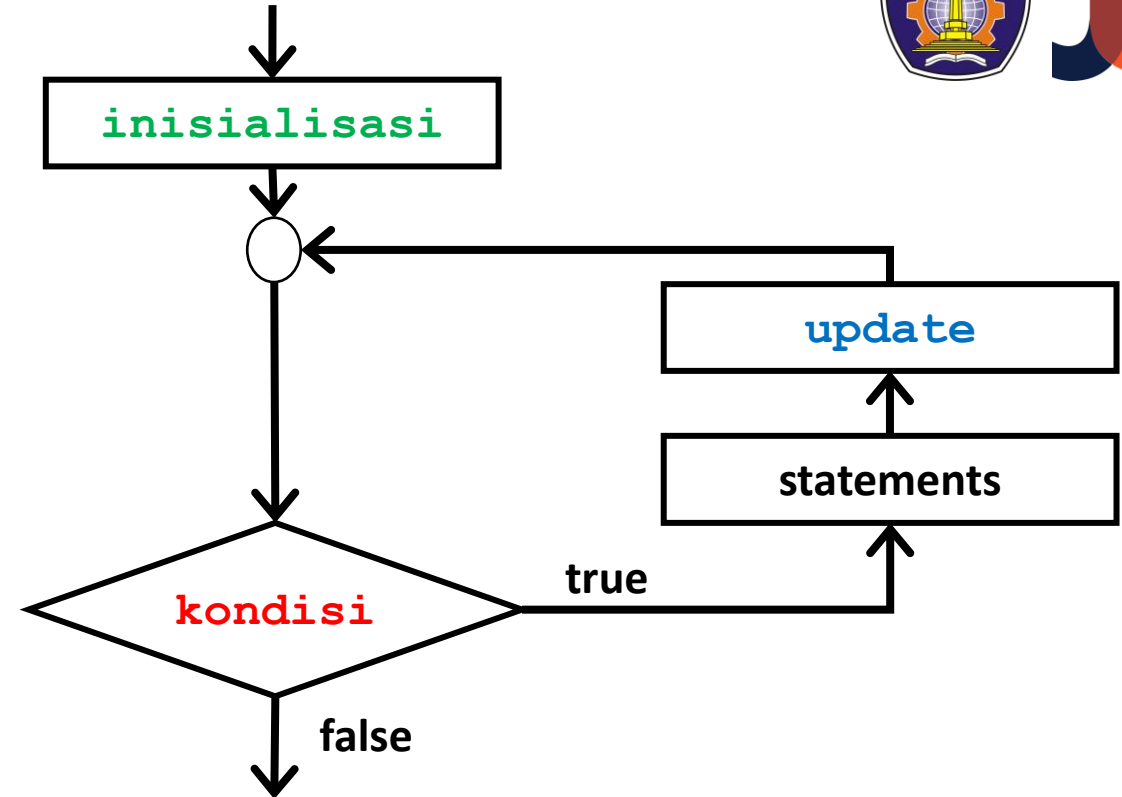 inisialisasi
update
statements
true
kondisi
false